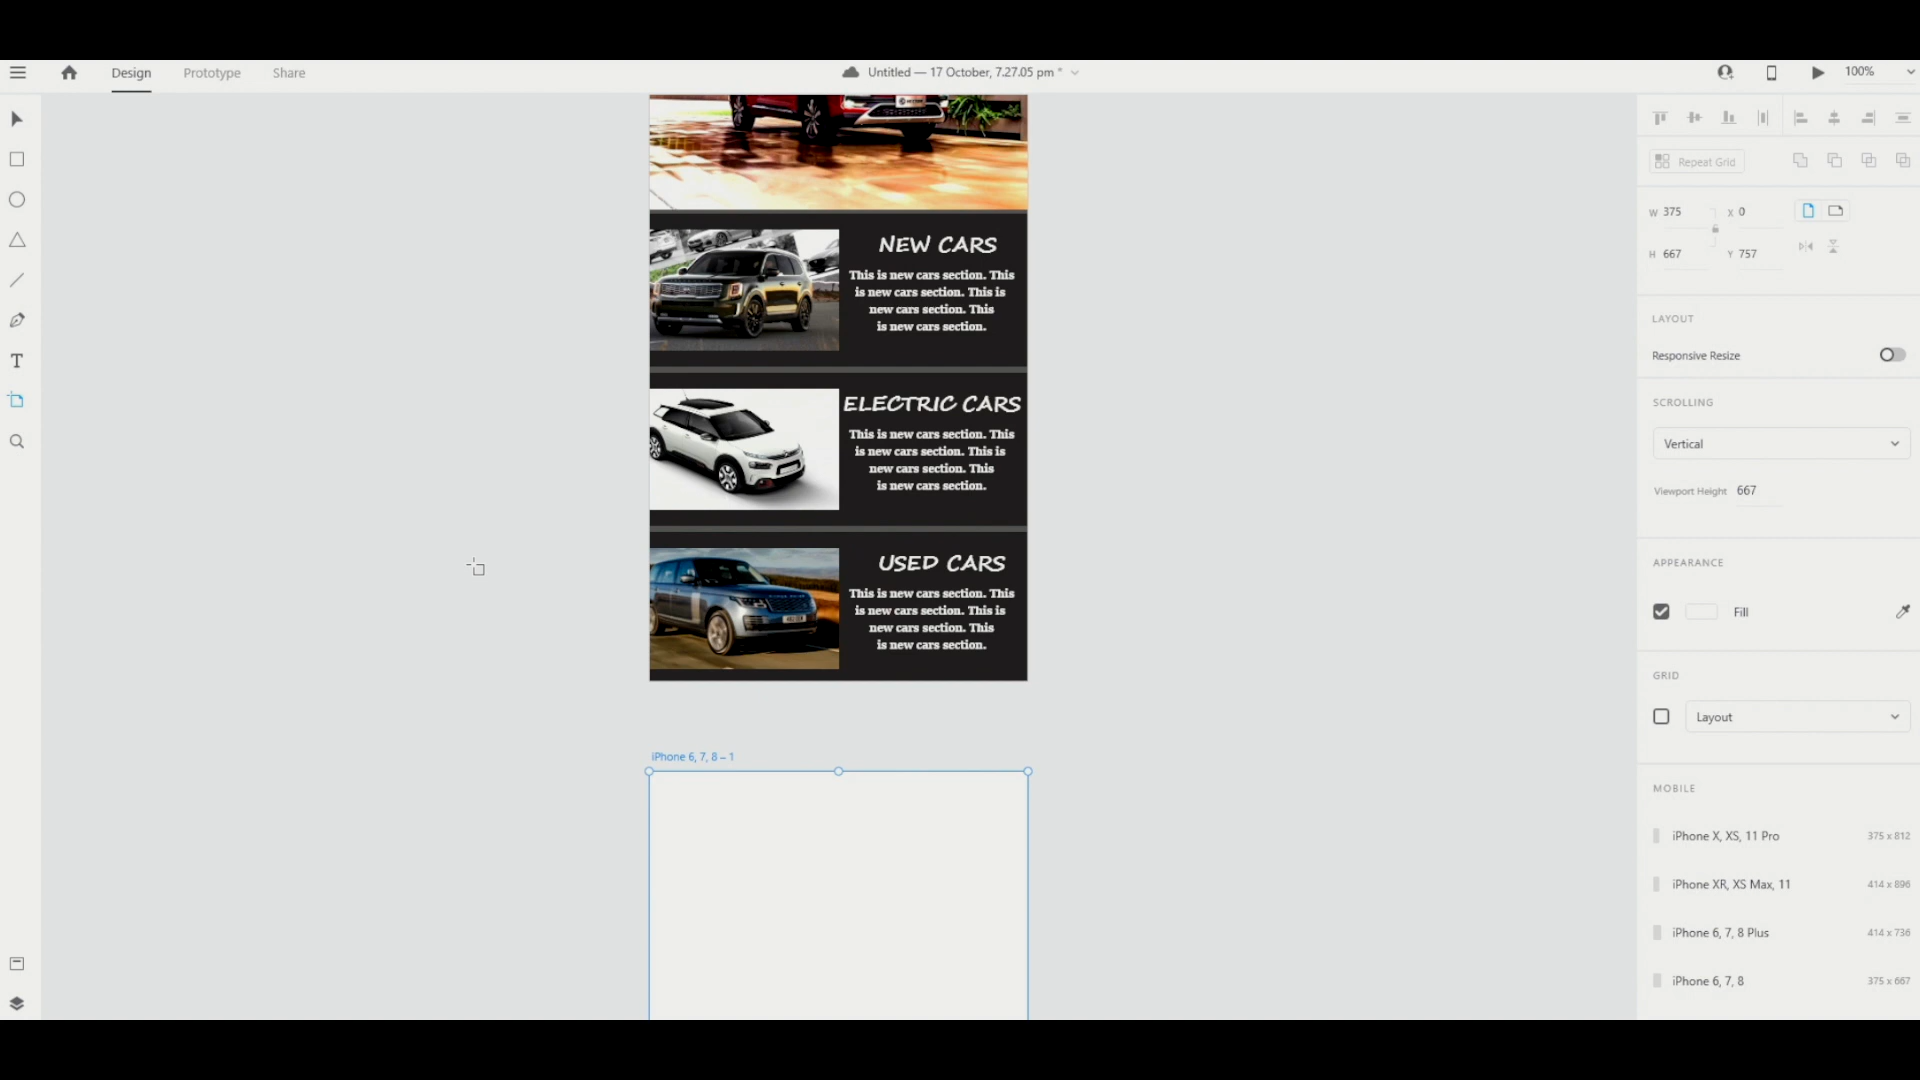 Design
Prototype
Share
Untitled — 17 October, 7.27.05 pm *
100%
NEW CARS
This is new cars section. This
is new cars section. This is
new cars section. This
is new cars section.
ELECTRIC CARS
This is new cars section. This
is new cars section. This is
new cars section. This
is new cars section.
USED CARS
This is new cars section. This
is new cars section. This is
new cars section. This
is new cars section.
iPhone 6, 7, 8 – 1
Repeat Grid
W 375
X 0
H 667
Y 757
LAYOUT
Responsive Resize
SCROLLING
Vertical
Viewport Height 667
APPEARANCE
Fill
GRID
Layout
MOBILE
iPhone X, XS, 11 Pro 375 x 812
iPhone XR, XS Max, 11 414 x 896
iPhone 6, 7, 8 Plus 414 x 736
iPhone 6, 7, 8 375 x 667
T